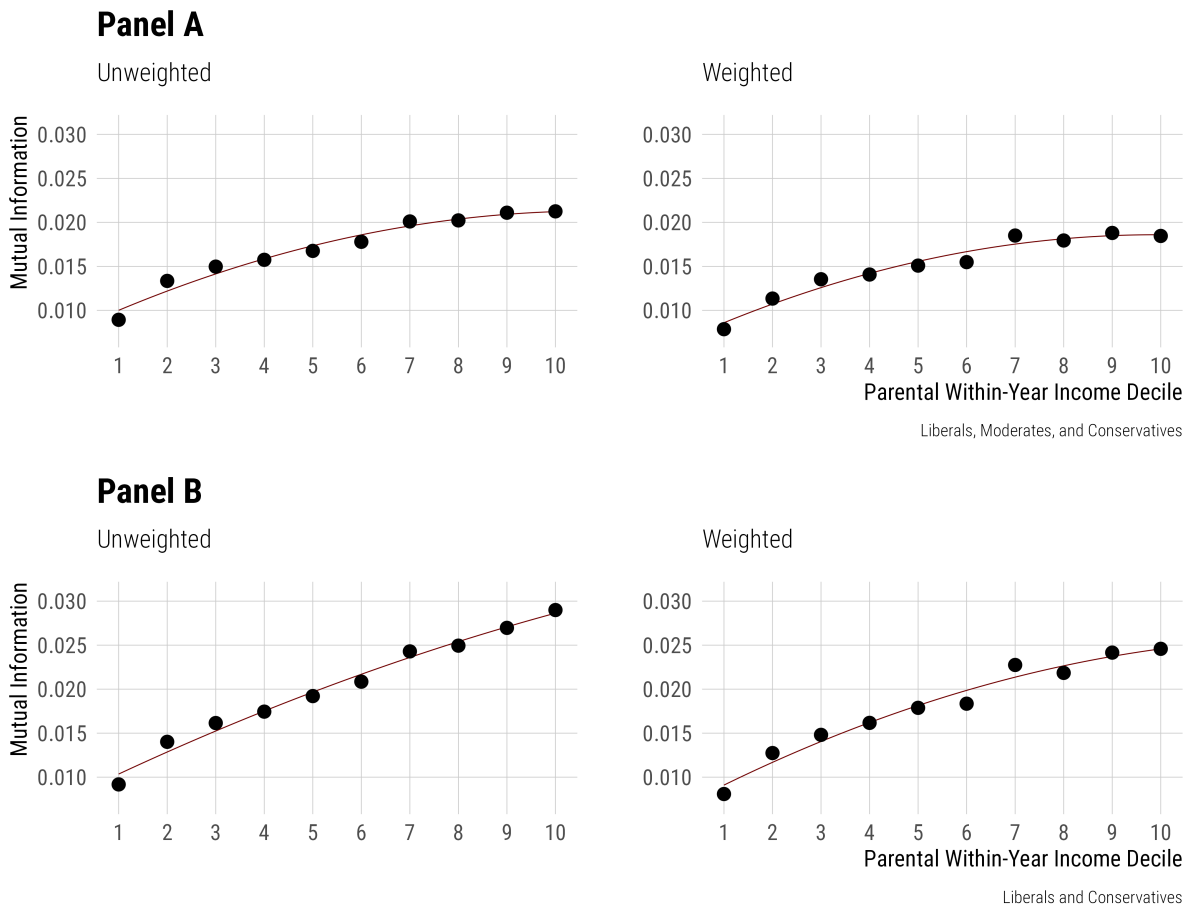 Panel A
Unweighted
Weighted
Mutual Information
0.030
0.025
0.020
0.015
0.010
1 2 3 4 5 6 7 8 9 10
0.030
0.025
0.020
0.015
0.010
1 2 3 4 5 6 7 8 9 10
Parental Within-Year Income Decile
Liberals, Moderates, and Conservatives
Panel B
Unweighted
Weighted
Mutual Information
0.030
0.025
0.020
0.015
0.010
1 2 3 4 5 6 7 8 9 10
0.030
0.025
0.020
0.015
0.010
1 2 3 4 5 6 7 8 9 10
Parental Within-Year Income Decile
Liberals and Conservatives